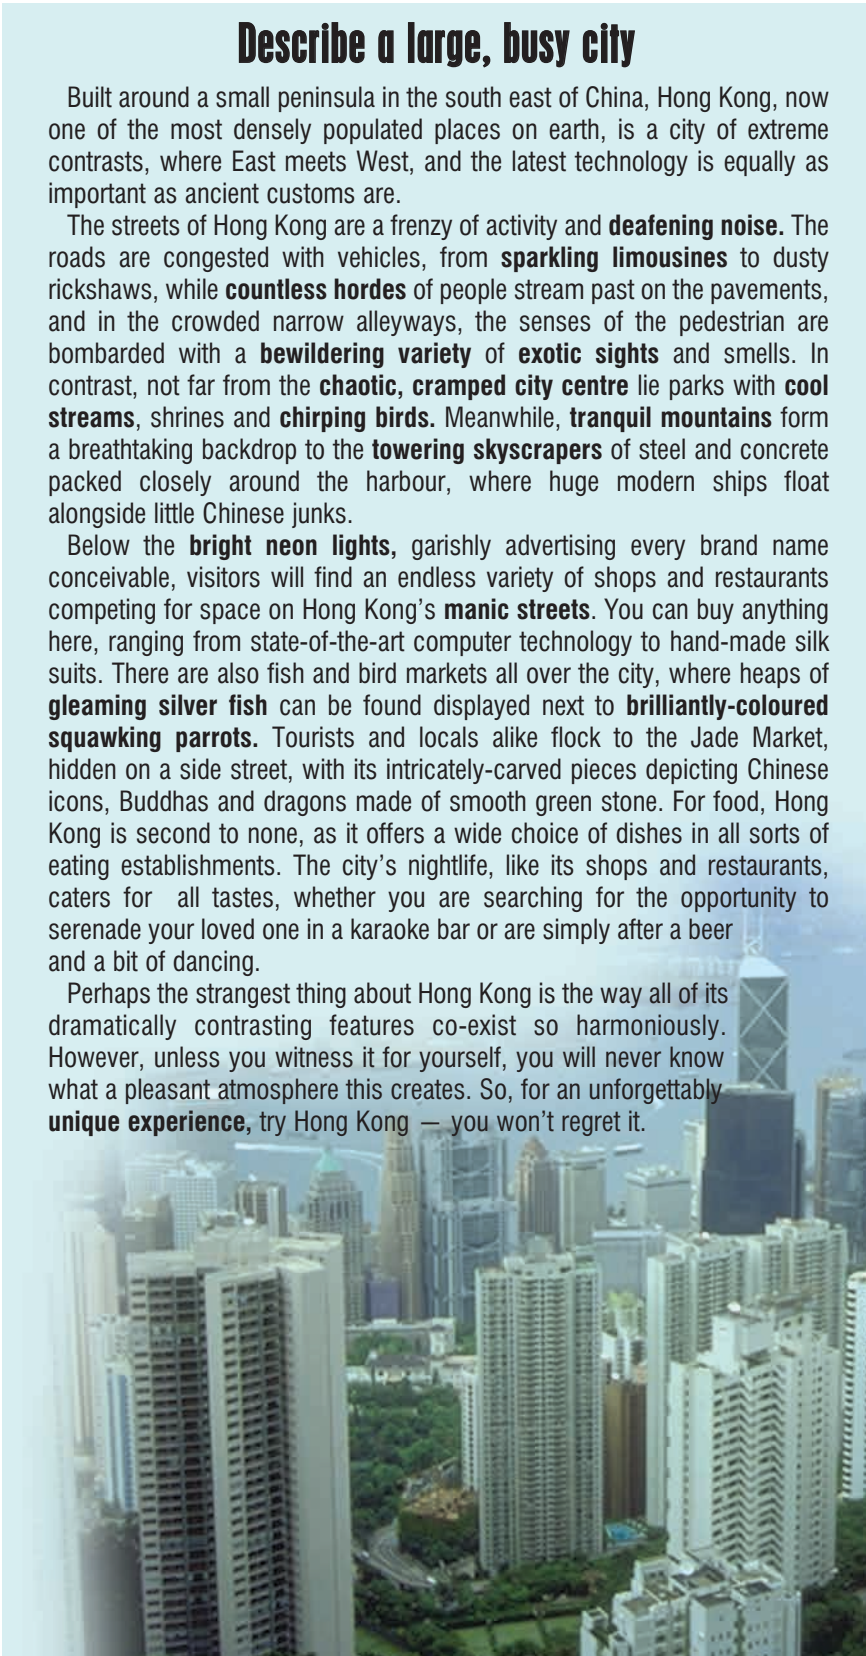 Describe a large, busy city
Built around a small peninsula in the south east of China, Hong Kong, now
one of the most densely populated places on earth, is a city of extreme
contrasts, where East meets West, and the latest technology is equally as
important as ancient customs are.
The streets of Hong Kong are a frenzy of activity and deafening noise. The
roads are congested with vehicles, from sparkling limousines to dusty
rickshaws, while countless hordes of people stream past on the pavements,
and in the crowded narrow alleyways, the senses of the pedestrian are
bombarded with a bewildering variety of exotic sights and smells. In
contrast, not far from the chaotic, cramped city centre lie parks with cool
streams, shrines and chirping birds. Meanwhile, tranquil mountains form
a breathtaking backdrop to the towering skyscrapers of steel and concrete
packed closely around the harbour, where huge modern ships float
alongside little Chinese junks.
Below the bright neon lights, garishly advertising every brand name
conceivable, visitors will find an endless variety of shops and restaurants
competing for space on Hong Kong's manic streets. You can buy anything
here, ranging from state-of-the-art computer technology to hand-made silk
suits. There are also fish and bird markets all over the city, where heaps of
gleaming silver fish can be found displayed next to brilliantly-coloured
squawking parrots. Tourists and locals alike flock to the Jade Market,
hidden on a side street, with its intricately-carved pieces depicting Chinese
icons, Buddhas and dragons made of smooth green stone. For food, Hong
Kong is second to none, as it offers a wide choice of dishes in all sorts of
eating establishments. The city's nightlife, like its shops and restaurants,
caters for all tastes, whether you are searching for the opportunity to
serenade your loved one in a karaoke bar or are simply after a beer
and a bit of dancing.
Perhaps the strangest thing about Hong Kong is the way all of its
dramatically contrasting features co-exist so harmoniously.
However, unless you witness it for yourself, you will never know
what a pleasant atmosphere this creates. So, for an unforgettably
unique experience, try Hong Kong — you won't regret it.